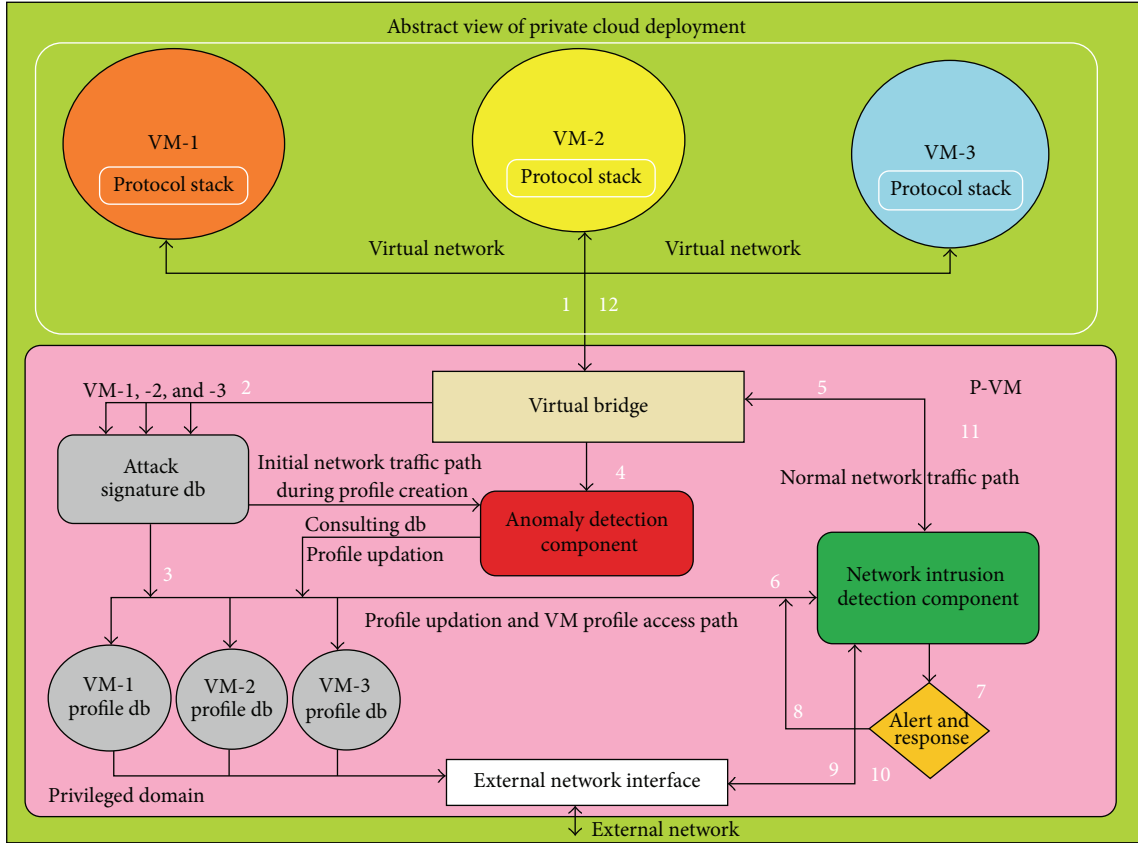 Abstract view of private cloud deployment
VM-1
Protocol stack
VM-2
Protocol stack
VM-3
Protocol stack
Virtual network
Virtual network
1
12
VM-1, -2, and -3
2
Virtual bridge
5
P-VM
11
Attack
signature db
Initial network traffic path
during profile creation
4
Normal network traffic path
Anomaly detection
component
Consulting db
Profile updation
3
6
Network intrusion
detection component
Profile updation and VM profile access path
VM-1
profile db
VM-2
profile db
VM-3
profile db
7
8
Alert and
response
9
10
External network interface
Privileged domain
External network